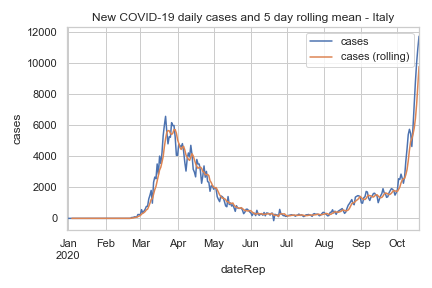 New COVID-19 daily cases and 5 day rolling mean - Italy
12000
10000
8000
6000
4000
2000
0
cases
cases
cases (rolling)
Jan Feb Mar Apr May Jun Jul Aug Sep Oct
2020
dateRep